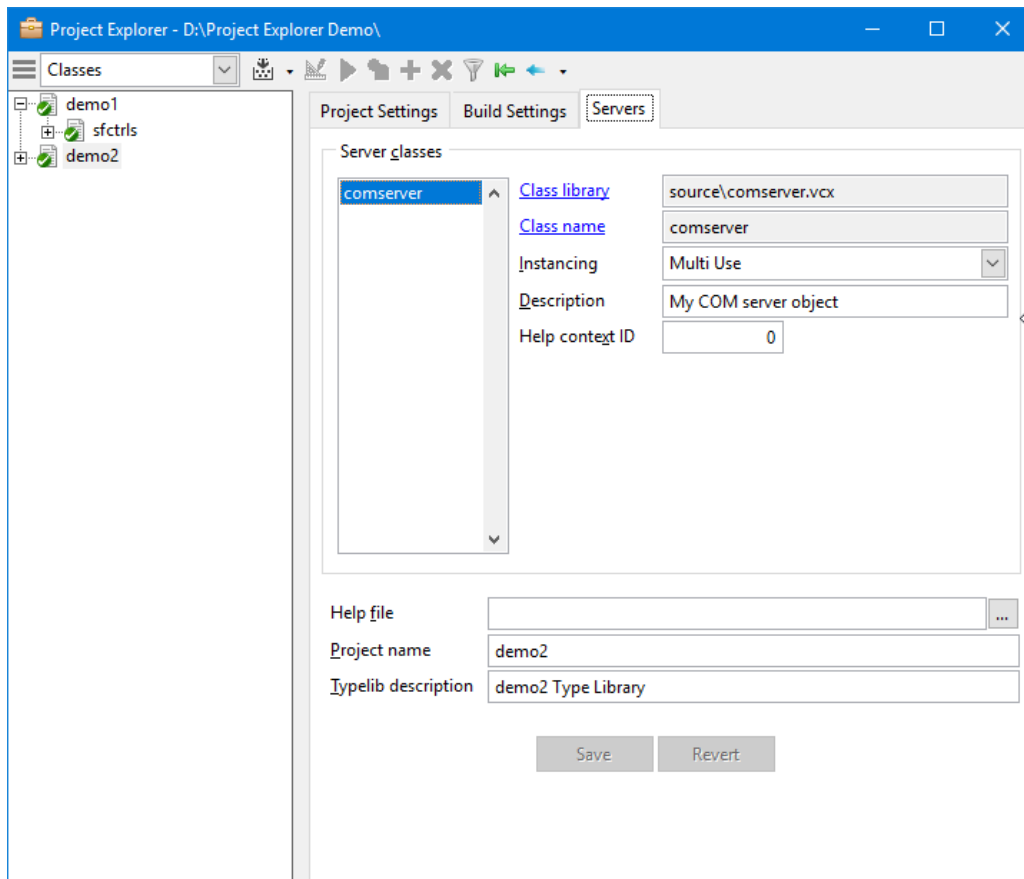 Project Explorer - D:\Project Explorer Demo\
Classes
demo1
sfctrls
demo2
Project Settings
Build Settings
Servers
Server classes
comserver
Class library
source\comserver.vcx
Class name
comserver
Instancing
Multi Use
Description
My COM server object
Help context ID
0
Help file
...
Project name
demo2
Typelib description
demo2 Type Library
Save
Revert